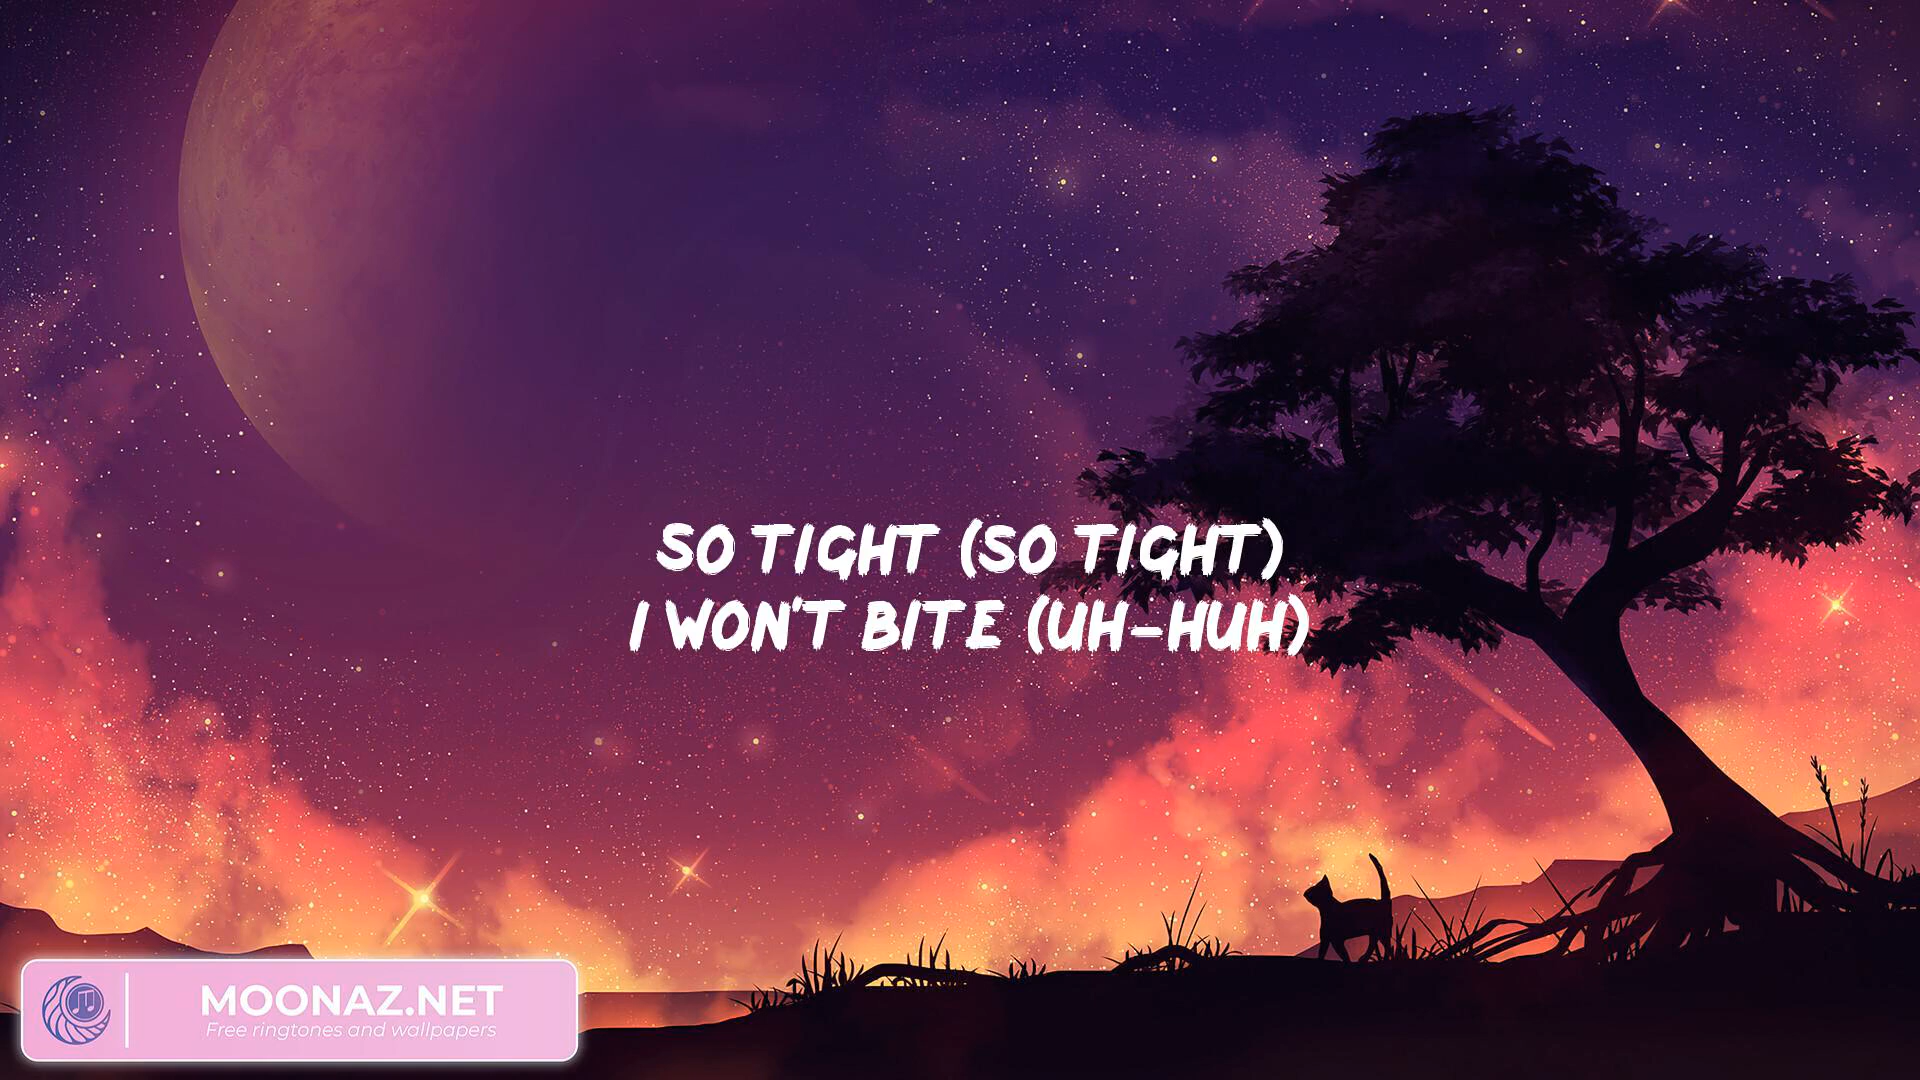 SO TIGHT (SO TIGHT)
I WON'T BITE (UH-HUH)
MOONAZ.NET
Free ringtones and wallpapers